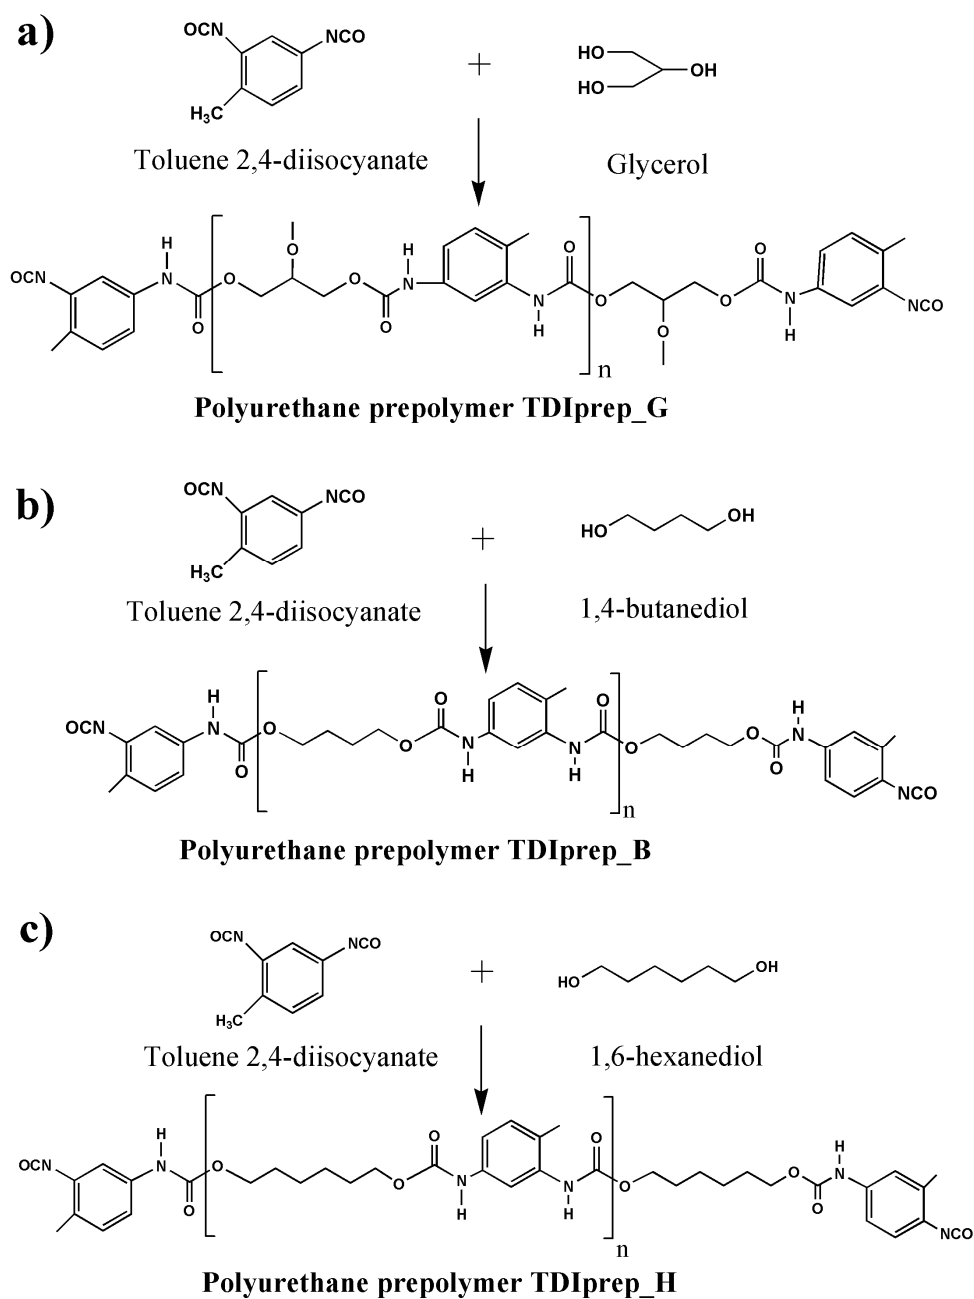 a)
OCN NCO + HO OH
HO
H₃C
Toluene 2,4-diisocyanate Glycerol
OCN H N O O O O O H N N H O O O O O N H NCO n
Polyurethane prepolymer TDIprep_G
b)
OCN NCO + HO OH
H₃C
Toluene 2,4-diisocyanate 1,4-butanediol
OCN H N O O O O N H N H O O O O H N NCO n
Polyurethane prepolymer TDIprep_B
c)
OCN NCO + HO OH
H₃C
Toluene 2,4-diisocyanate 1,6-hexanediol
OCN H N O O O O N H N H O O O O H N NCO n
Polyurethane prepolymer TDIprep_H